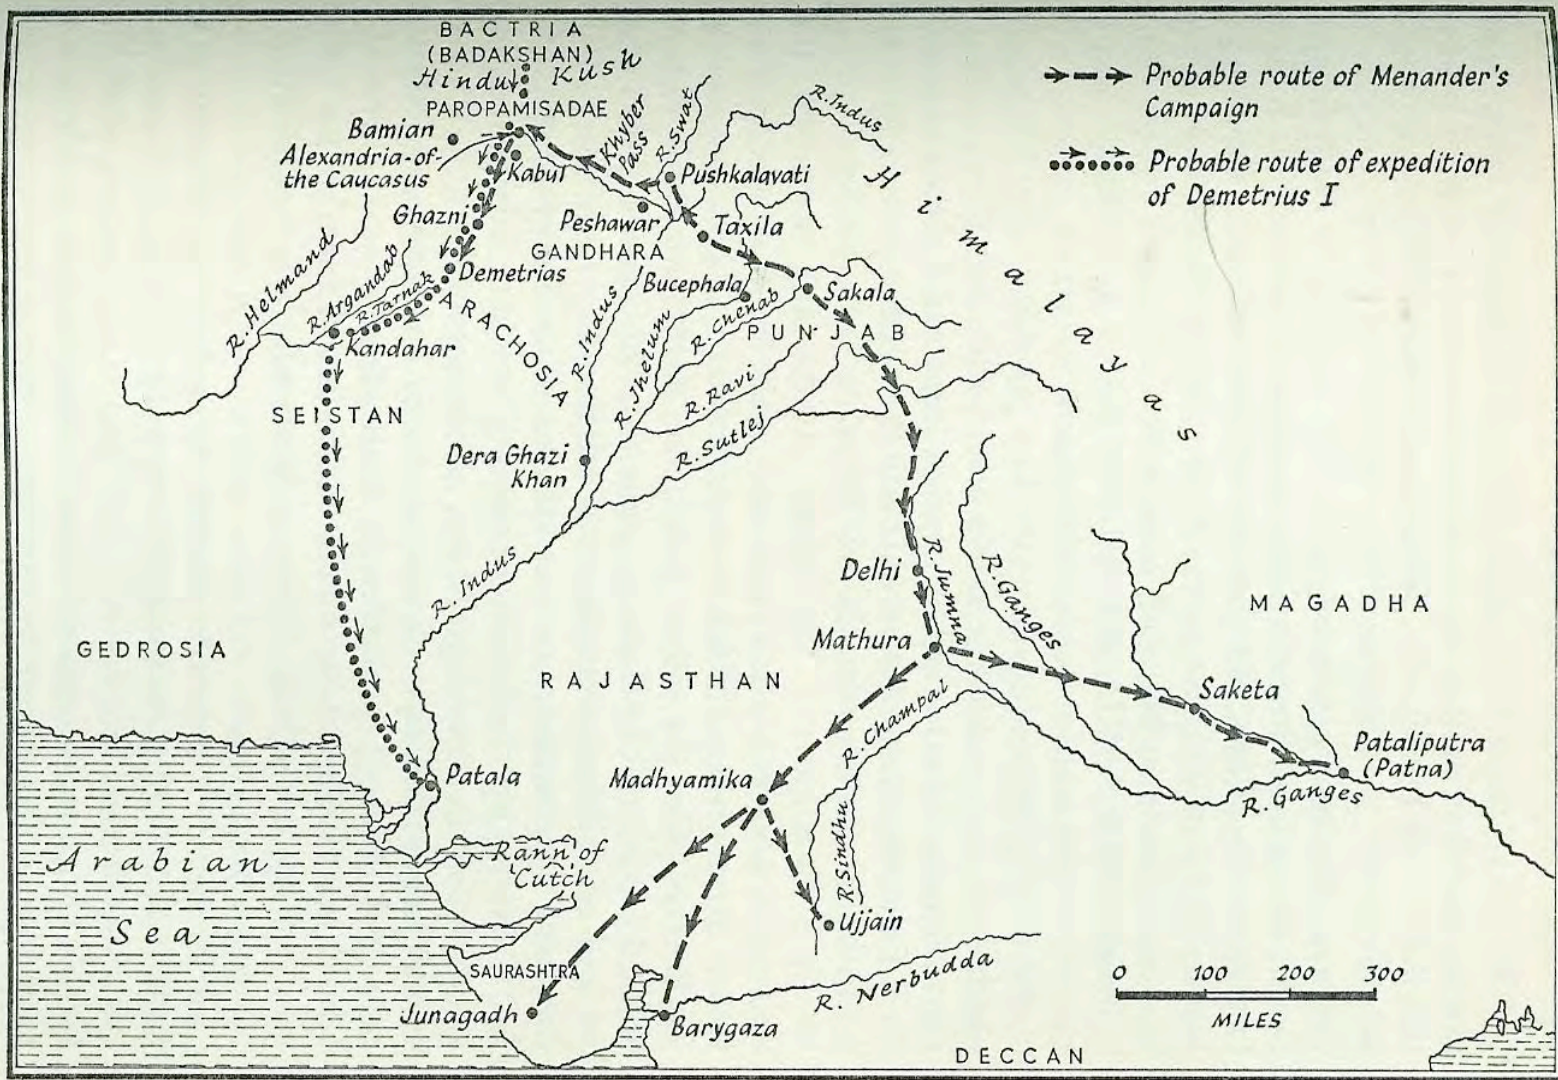 BACTRIA
(BADAKSHAN)
Hindu Kush
PAROPAMISADAE
Bamian
Alexandria-of-
the Caucasus
Kabul
Khyber
Pass
R. Swat
R. Indus
Pushkalavati
Ghazni
Peshawar
Taxila
GANDHARA
R. Helmand
R. Argandab
R. Tarnak
Demetrias
Bucephala
Sakala
ARACHOSIA
R. Indus
R. Jhelum
R. Chenab
PUNJAB
Kandahar
R. Ravi
R. Sutlej
SEISTAN
Dera Ghazi
Khan
Himalayas
Probable route of Menander's
Campaign
Probable route of expedition
of Demetrius I
R. Indus
Delhi
R. Jumna
R. Ganges
MAGADHA
GEDROSIA
Mathura
RAJASTHAN
Saketa
R. Champal
Patala
Madhyamika
Pataliputra
(Patna)
R. Ganges
R. Sindhu
Arabian
Sea
Rann of
Cutch
Ujjain
SAURASHTRA
R. Nerbudda
Junagadh
Barygaza
0 100 200 300
MILES
DECCAN